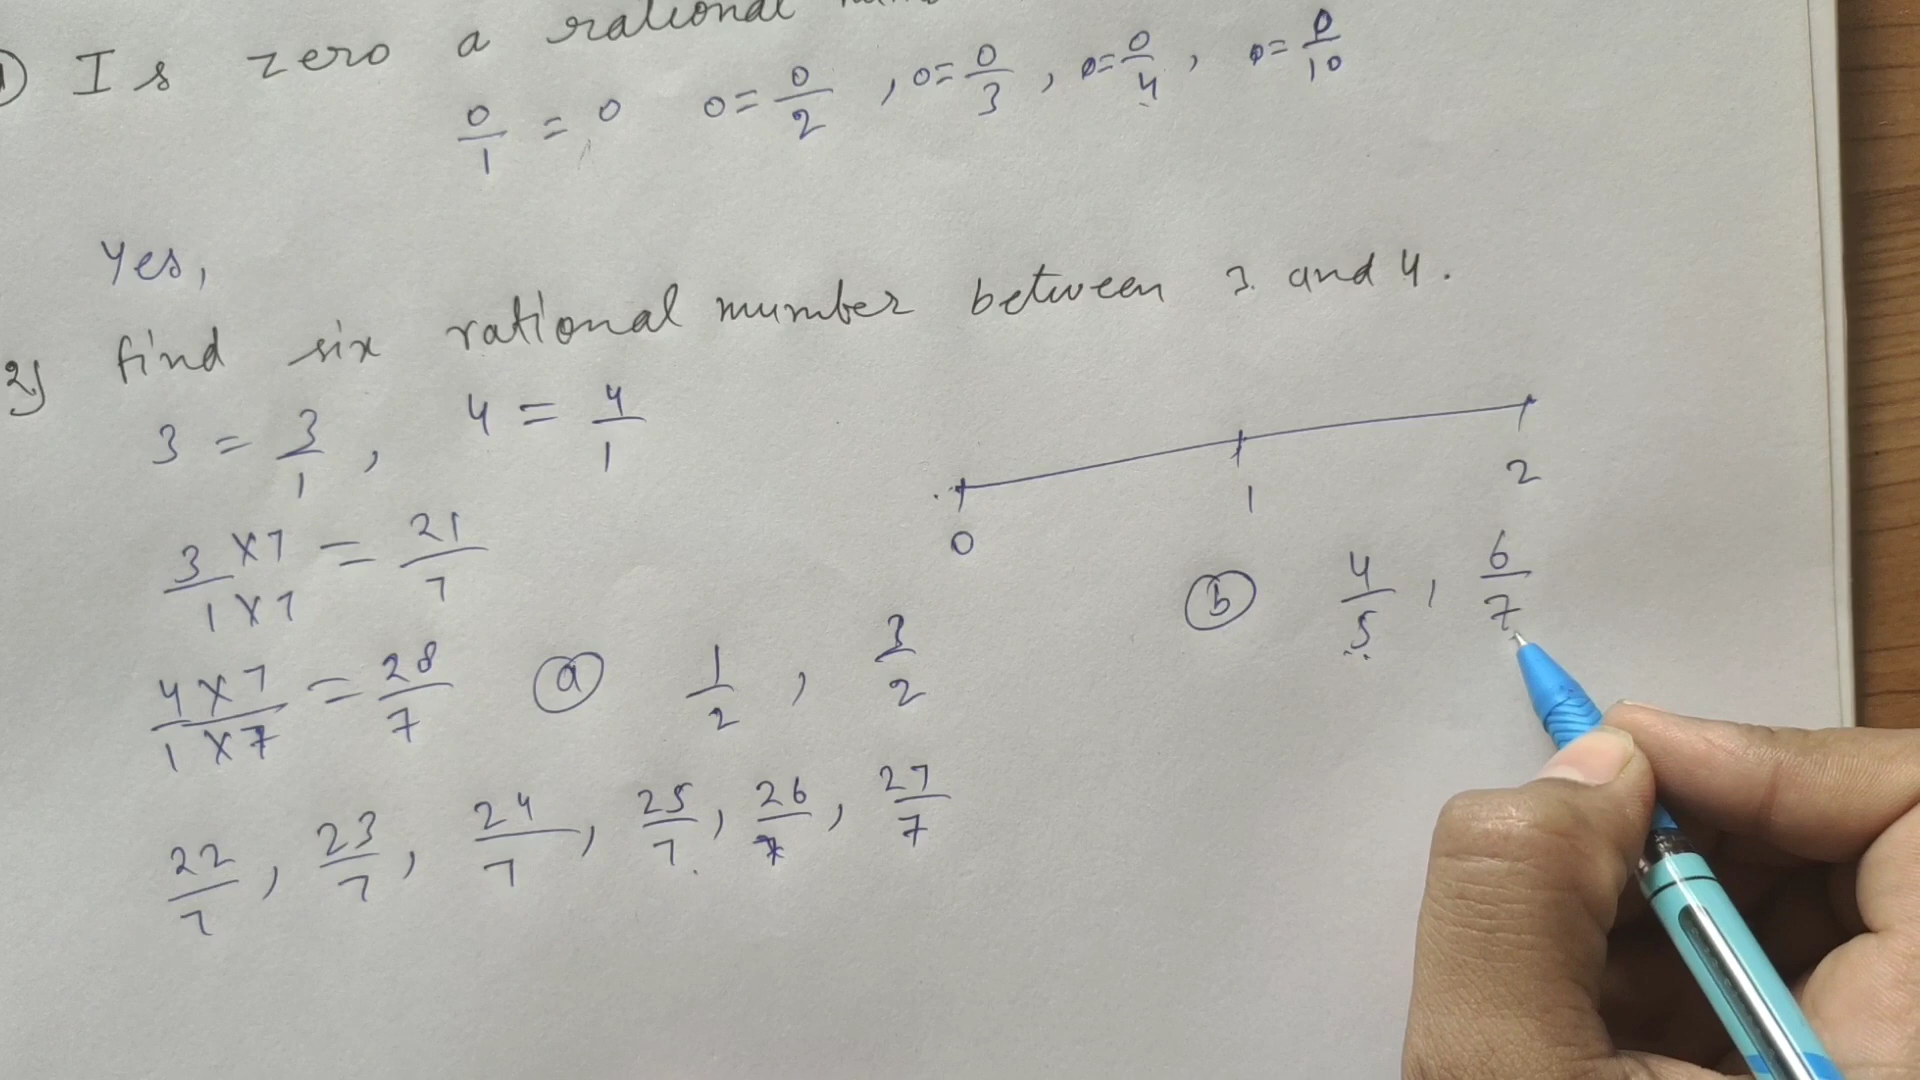 1) Is zero a rational
0/1 = 0 0 = 0/2 , 0 = 0/3 , 0 = 0/4 , 0 = 0/10
Yes,
2) find six rational number between 3 and 4.
3 = 3/1 , 4 = 4/1
3×7/1×7 = 21/7
4×7/1×7 = 28/7
22/7 , 23/7 , 24/7 , 25/7 , 26/7 , 27/7
(a) 1/2 , 3/2
0 1 2
(b) 4/5 , 6/7